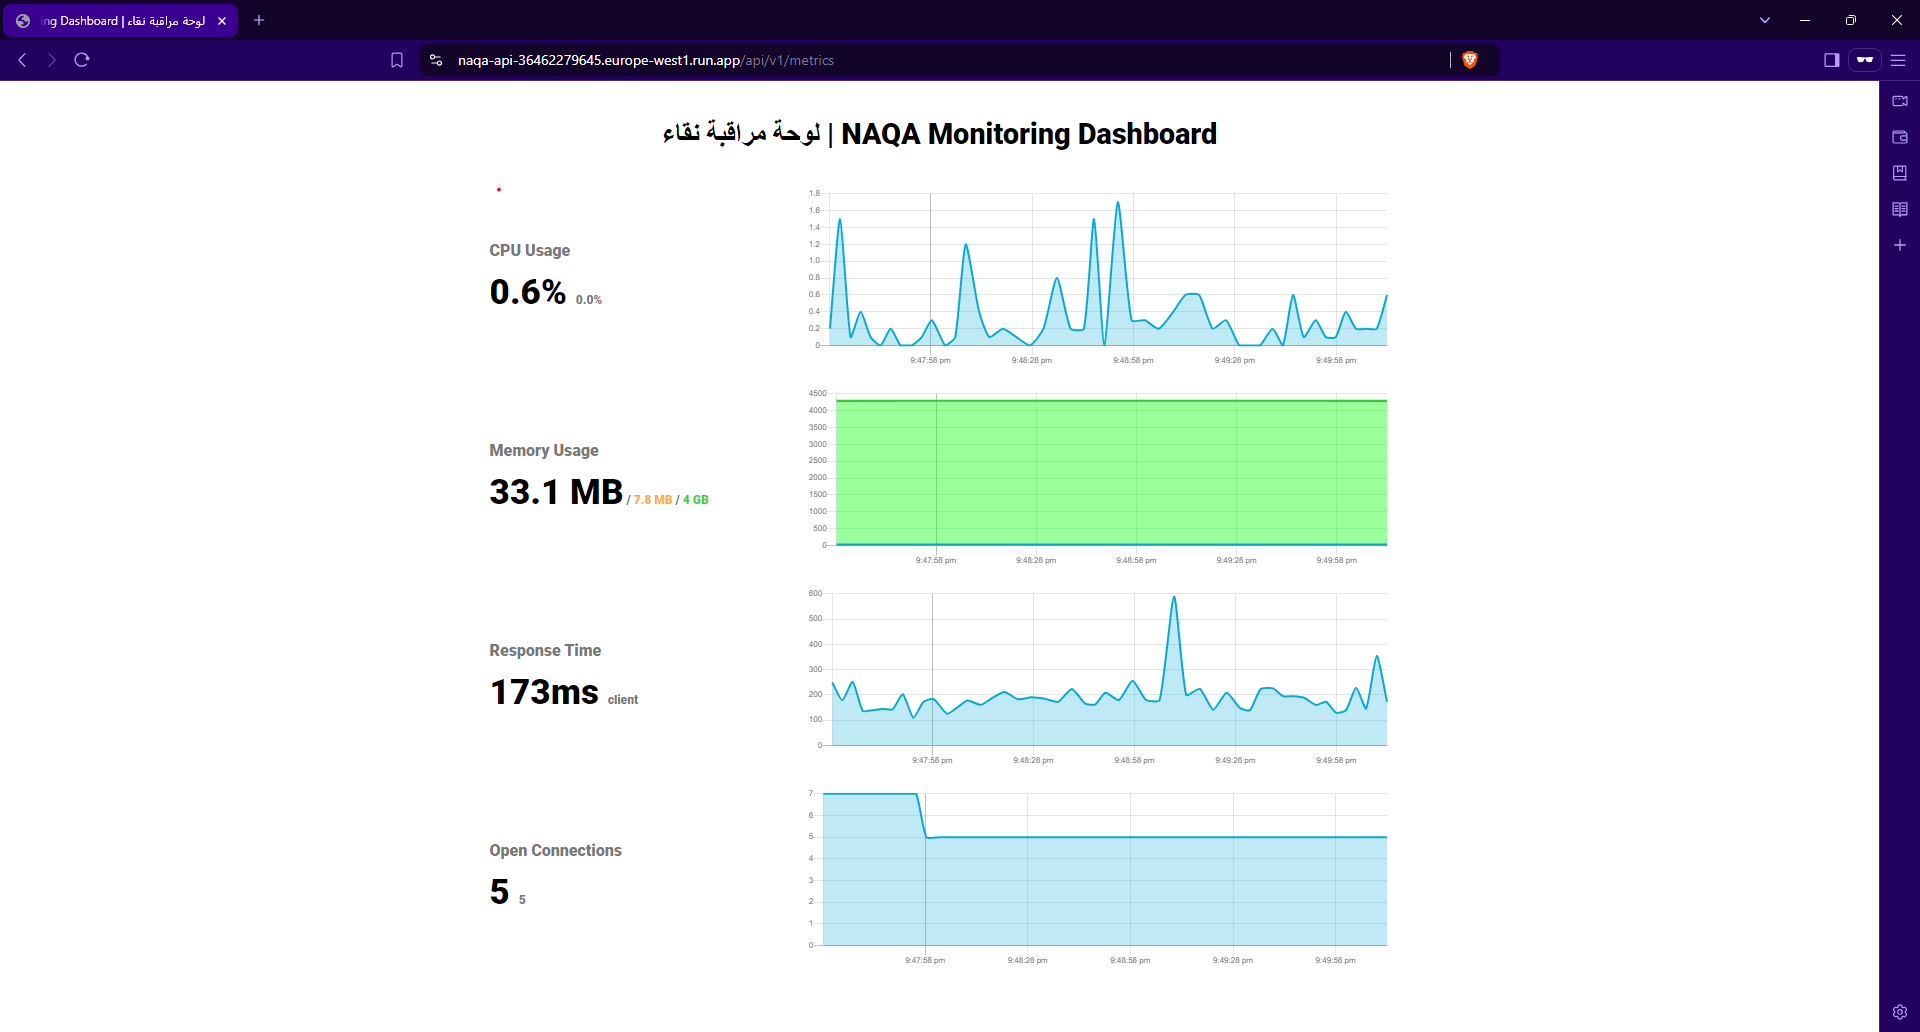 ing Dashboard | لوحة مراقبة نقاء
naqa-api-36462279645.europe-west1.run.app/api/v1/metrics
لوحة مراقبة نقاء | NAQA Monitoring Dashboard
CPU Usage
0.6% 0.0%
1.8
1.6
1.4
1.2
1.0
0.8
0.6
0.4
0.2
0
9:47:58 pm 9:48:28 pm 9:48:58 pm 9:49:28 pm 9:49:58 pm
Memory Usage
33.1 MB / 7.8 MB / 4 GB
4500
4000
3500
3000
2500
2000
1500
1000
500
0
9:47:58 pm 9:48:28 pm 9:48:58 pm 9:49:28 pm 9:49:58 pm
Response Time
173ms client
600
500
400
300
200
100
0
9:47:58 pm 9:48:28 pm 9:48:58 pm 9:49:28 pm 9:49:58 pm
Open Connections
5 5
7
6
5
4
3
2
1
0
9:47:58 pm 9:48:28 pm 9:48:58 pm 9:49:28 pm 9:49:58 pm